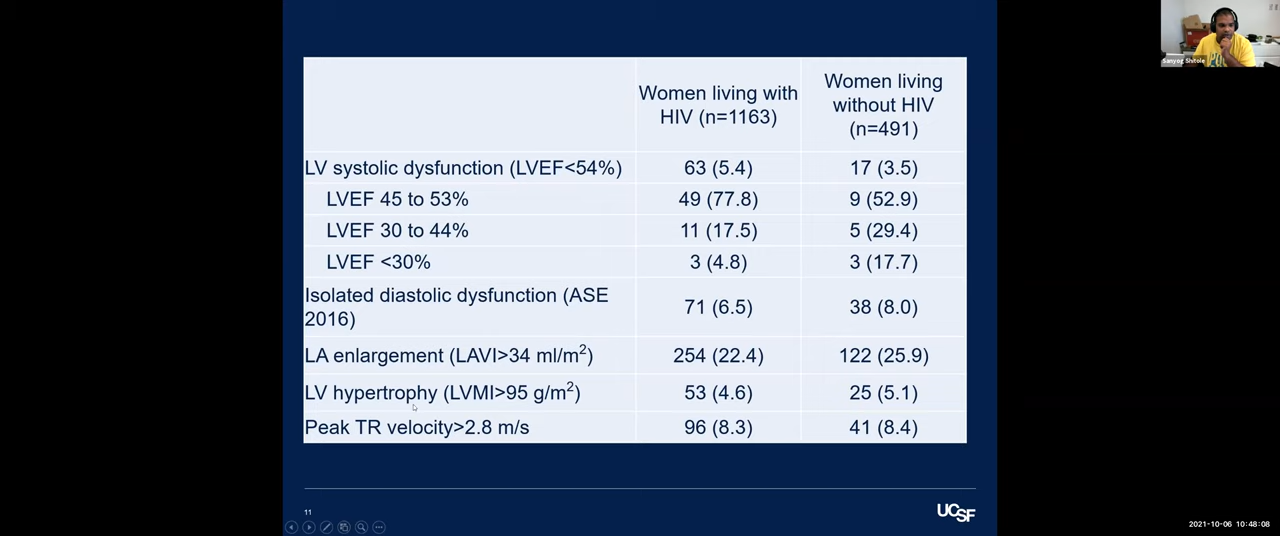 Sanyog Shitole
Women living with
HIV (n=1163)
Women living
without HIV
(n=491)
LV systolic dysfunction (LVEF<54%) 63 (5.4) 17 (3.5)
LVEF 45 to 53% 49 (77.8) 9 (52.9)
LVEF 30 to 44% 11 (17.5) 5 (29.4)
LVEF <30% 3 (4.8) 3 (17.7)
Isolated diastolic dysfunction (ASE
2016) 71 (6.5) 38 (8.0)
LA enlargement (LAVI>34 ml/m²) 254 (22.4) 122 (25.9)
LV hypertrophy (LVMI>95 g/m²) 53 (4.6) 25 (5.1)
Peak TR velocity>2.8 m/s 96 (8.3) 41 (8.4)
11
UCSF
2021-10-06 10:48:08